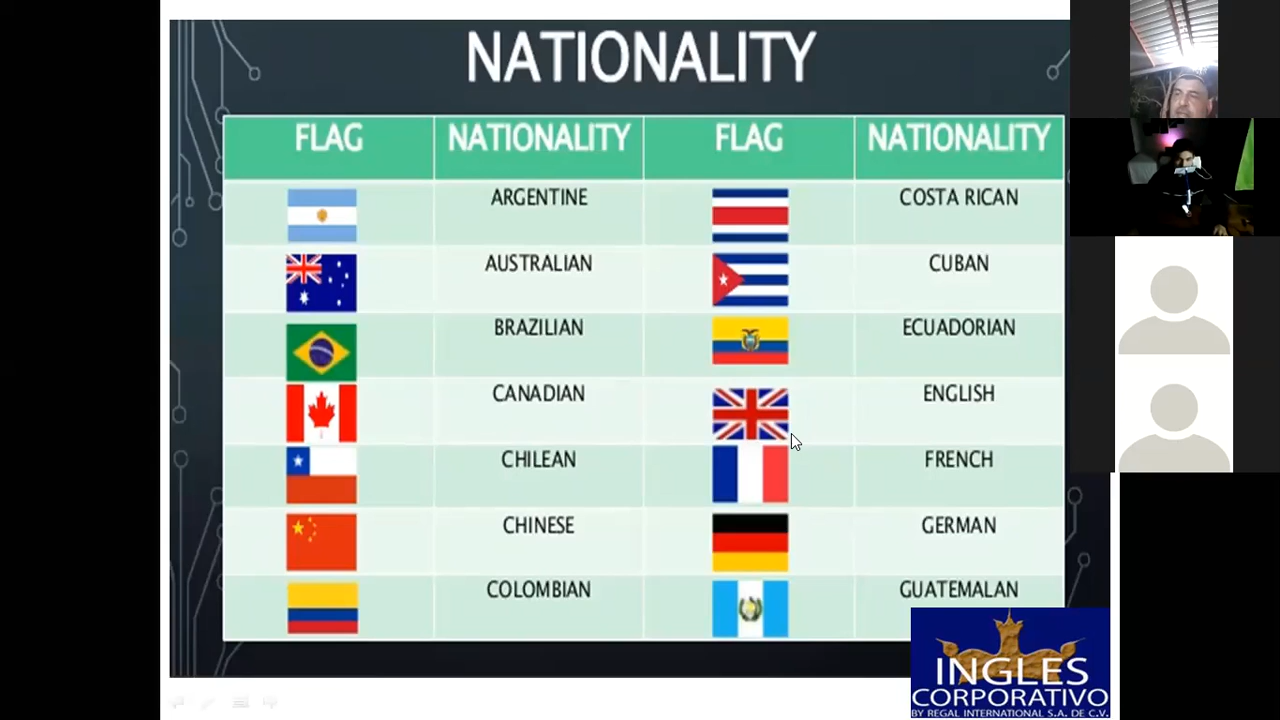 NATIONALITY
FLAG NATIONALITY FLAG NATIONALITY
ARGENTINE COSTA RICAN
AUSTRALIAN CUBAN
BRAZILIAN ECUADORIAN
CANADIAN ENGLISH
CHILEAN FRENCH
CHINESE GERMAN
COLOMBIAN GUATEMALAN
INGLES
CORPORATIVO
BY REGAL INTERNATIONAL S.A. DE C.V.